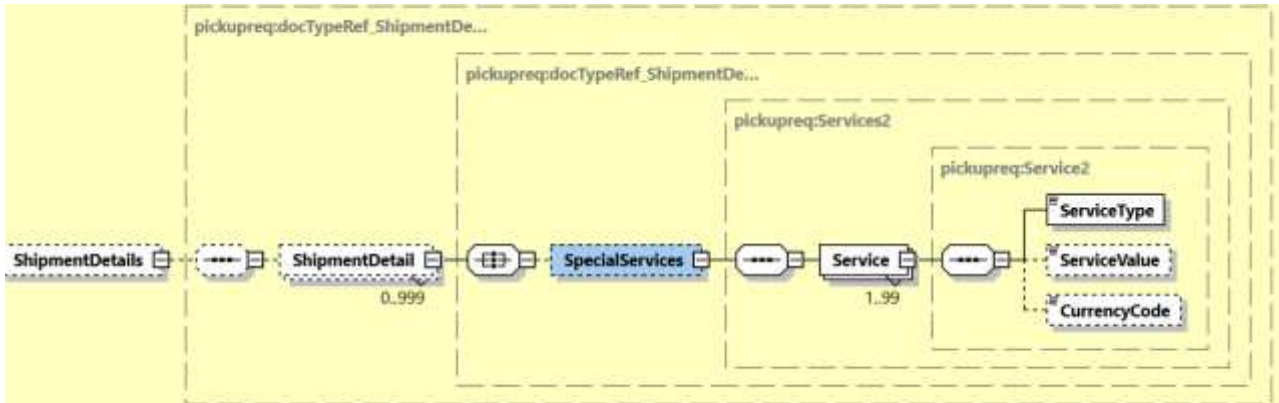 pickupreq:docTypeRef_ShipmentDe...
pickupreq:docTypeRef_ShipmentDe...
pickupreq:Services2
pickupreq:Service2
ServiceType
ShipmentDetails
ShipmentDetail
SpecialServices
Service
ServiceValue
0..999
1..99
CurrencyCode